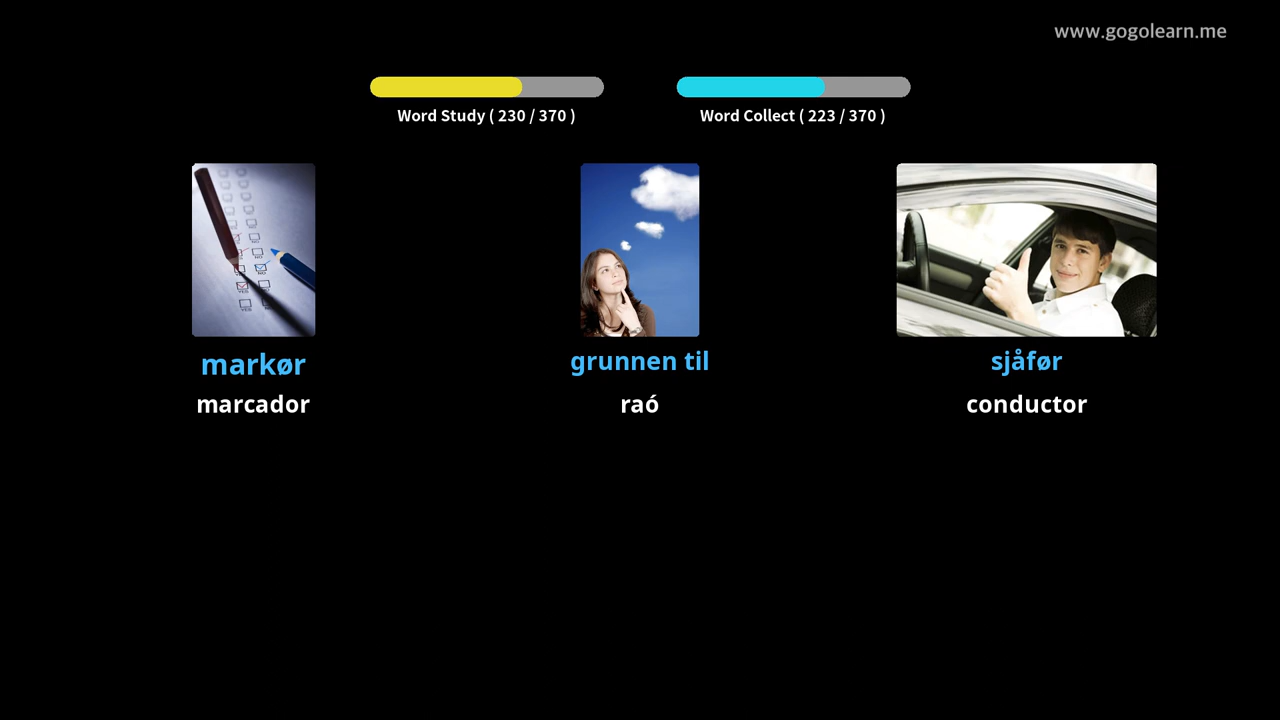 www.gogolearn.me
Word Study ( 230 / 370 )
Word Collect ( 223 / 370 )
markør
grunnen til
sjåfør
marcador
raó
conductor